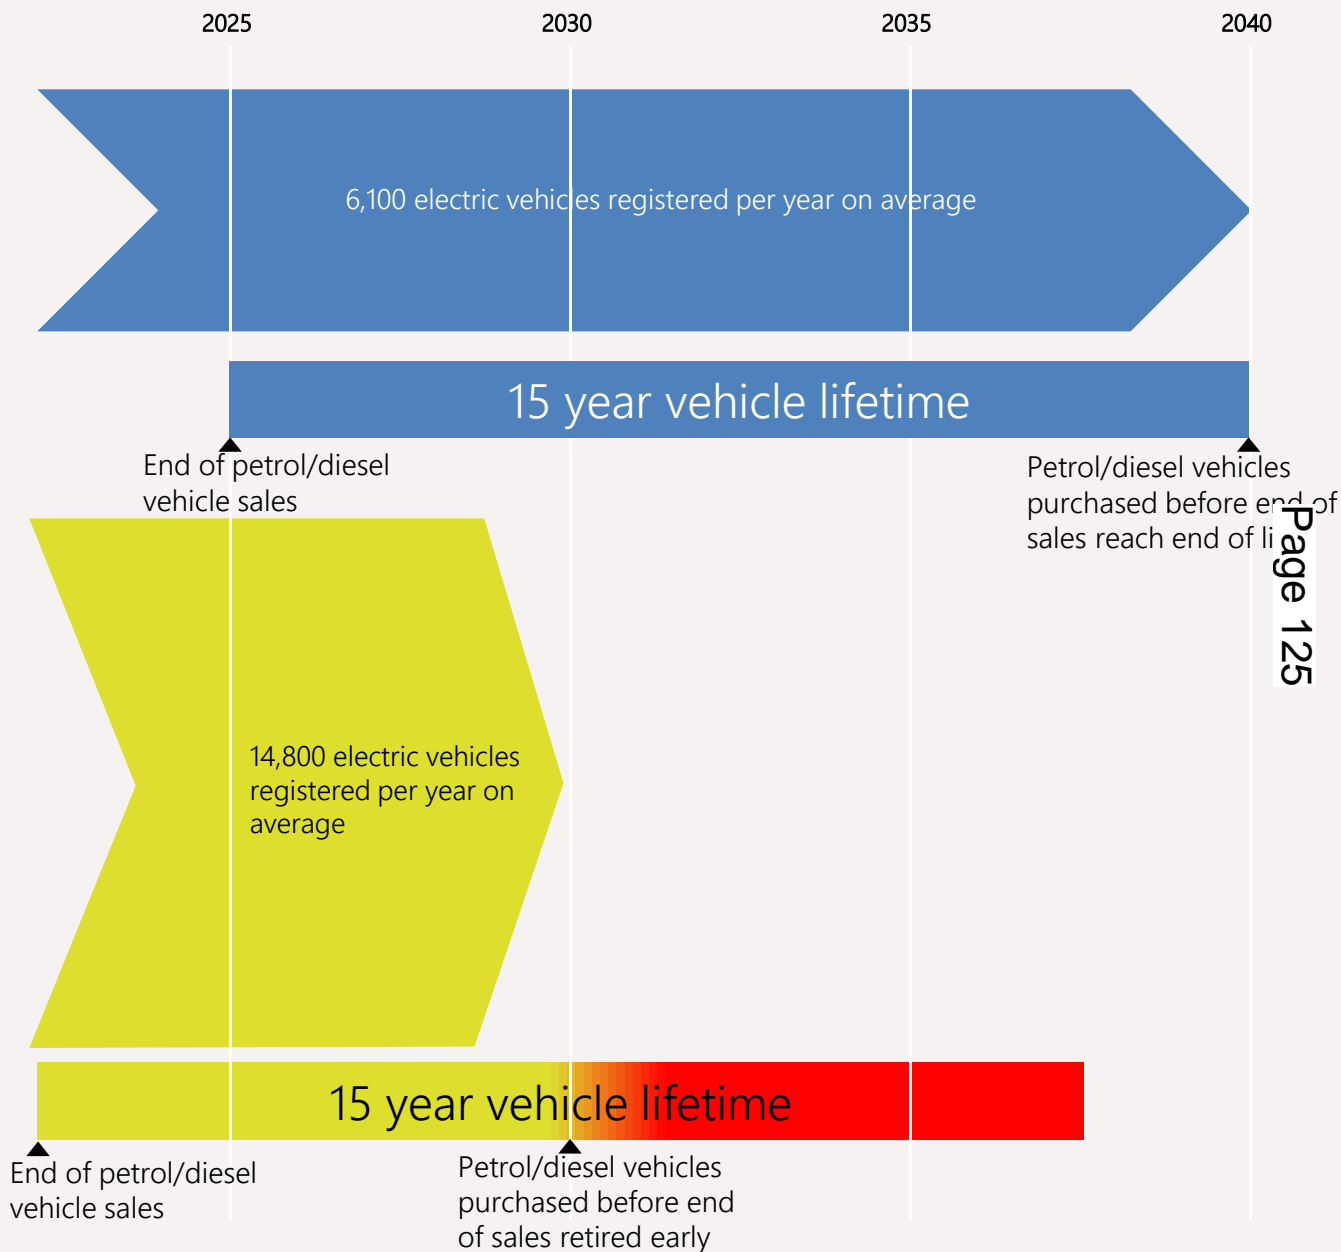 2025
2030
2035
2040
6,100 electric vehicles registered per year on average
15 year vehicle lifetime
End of petrol/diesel
vehicle sales
Petrol/diesel vehicles
purchased before end of
sales reach end of li
Page 125
14,800 electric vehicles
registered per year on
average
15 year vehicle lifetime
End of petrol/diesel
vehicle sales
Petrol/diesel vehicles
purchased before end
of sales retired early